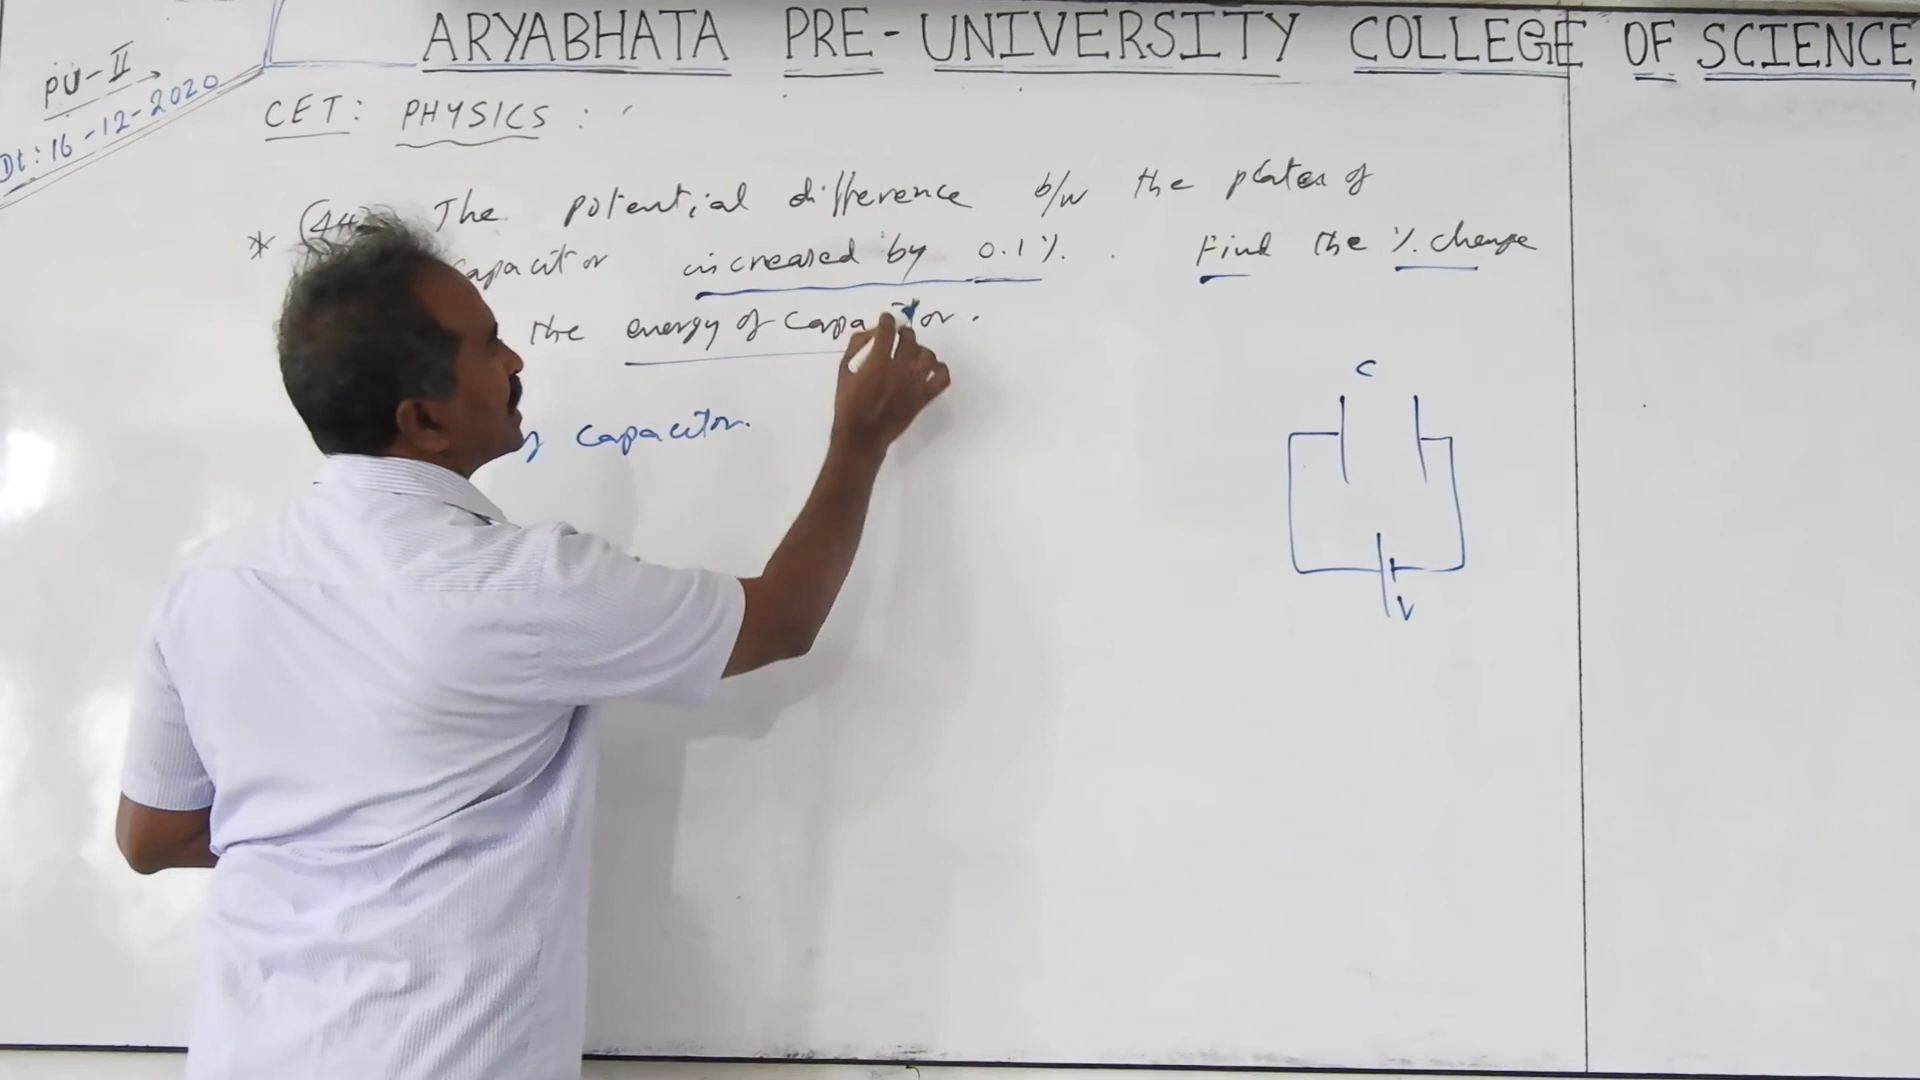 ARYABHATA PRE-UNIVERSITY COLLEGE OF SCIENCE
PU-II
Dt: 16-12-2020
CET: PHYSICS:
* The potential difference b/w the plates of
capacitor increased by 0.1%. Find the % change
the energy of capacitor.
capacitor.
C
V